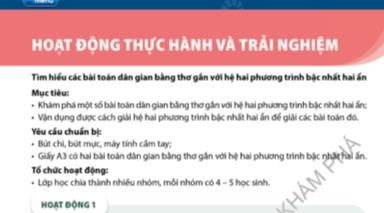 menu
HOẠT ĐỘNG THỰC HÀNH VÀ TRẢI NGHIỆM
Tìm hiểu các bài toán dân gian bằng thơ gắn với hệ hai phương trình bậc nhất hai ẩn
Mục tiêu:
• Khám phá một số bài toán dân gian bằng thơ gắn với hệ hai phương trình bậc nhất hai ẩn;
• Vận dụng được cách giải hệ hai phương trình bậc nhất hai ẩn để giải các bài toán đó.
Yêu cầu chuẩn bị:
• Bút chì, bút mực, máy tính cầm tay;
• Giấy A3 có hai bài toán dân gian bằng thơ gắn với hệ hai phương trình bậc nhất hai ẩn.
Tổ chức hoạt động:
• Lớp học chia thành nhiều nhóm, mỗi nhóm có 4 – 5 học sinh.
HOẠT ĐỘNG 1
KHÁM PHÁ